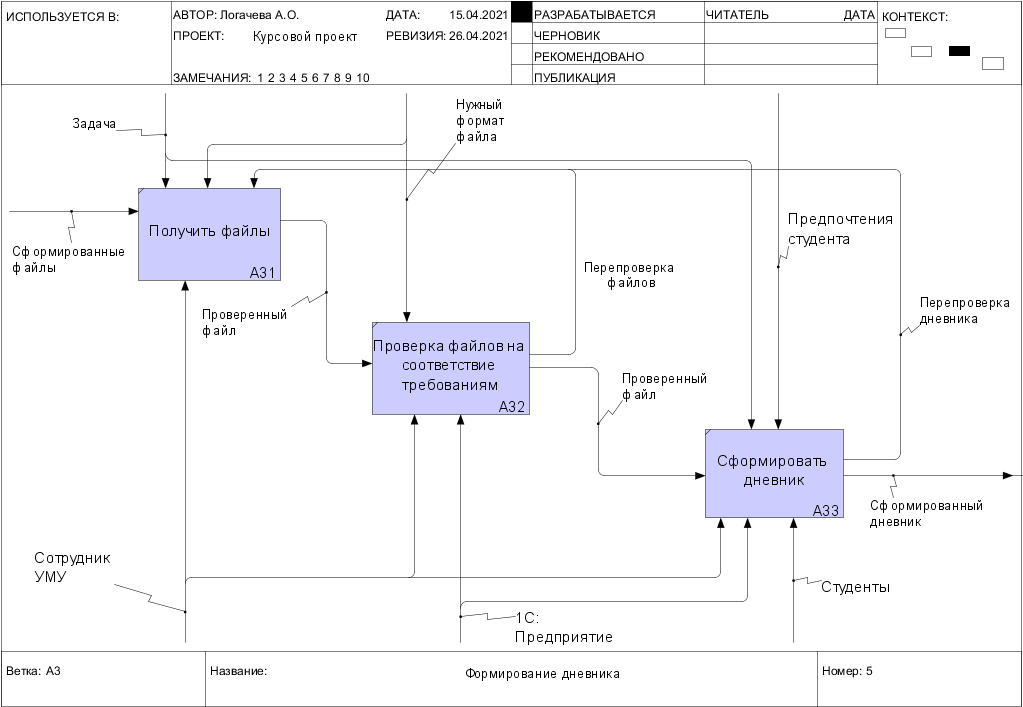 ИСПОЛЬЗУЕТСЯ В:
АВТОР: Логачева А.О.
ДАТА: 15.04.2021
РАЗРАБАТЫВАЕТСЯ
ЧИТАТЕЛЬ
ДАТА
КОНТЕКСТ:
ПРОЕКТ: Курсовой проект
РЕВИЗИЯ: 26.04.2021
ЧЕРНОВИК
РЕКОМЕНДОВАНО
ЗАМЕЧАНИЯ: 1 2 3 4 5 6 7 8 9 10
ПУБЛИКАЦИЯ
Задача
Нужный
формат
файла
Получить файлы
A31
Сформированные
файлы
Предпочтения
студента
Перепроверка
файлов
Перепроверка
дневника
Проверенный
файл
Проверка файлов на
соответствие
требованиям
A32
Проверенный
файл
Сформировать
дневник
A33
Сформированный
дневник
Сотрудник
УМУ
Студенты
1С:
Предприятие
Ветка: A3
Название:
Формирование дневника
Номер: 5